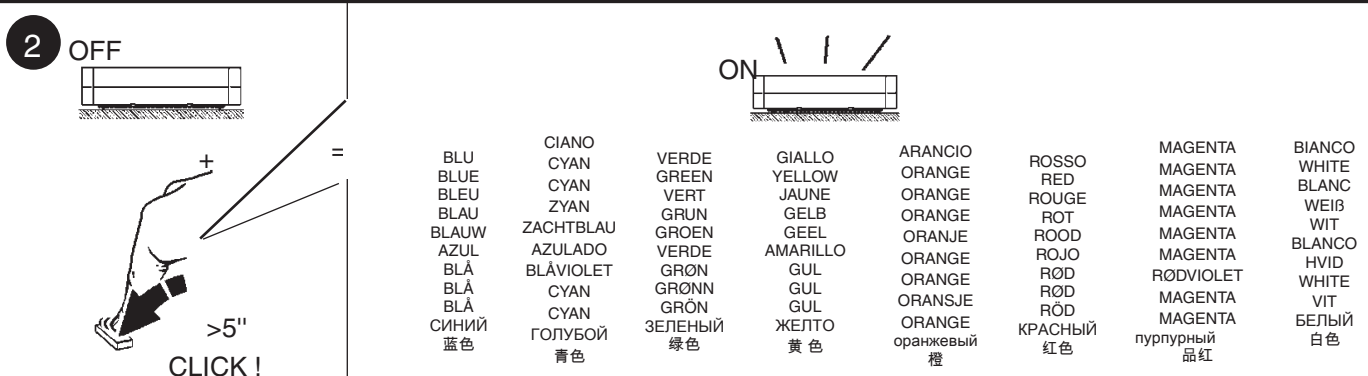 2
OFF
+
=
>5"
CLICK !
ON
BLU
BLUE
BLEU
BLAU
BLAUW
AZUL
BLÅ
BLÅ
BLÅ
СИНИЙ
蓝色
CIANO
CYAN
CYAN
ZYAN
ZACHTBLAU
AZULADO
BLÅVIOLET
CYAN
CYAN
ГОЛУБОЙ
青色
VERDE
GREEN
VERT
GRUN
GROEN
VERDE
GRØN
GRØNN
GRÖN
ЗЕЛЕНЫЙ
绿色
GIALLO
YELLOW
JAUNE
GELB
GEEL
AMARILLO
GUL
GUL
GUL
ЖЕЛТО
黄 色
ARANCIO
ORANGE
ORANGE
ORANGE
ORANJE
ORANGE
ORANGE
ORANSJE
ORANGE
оранжевый
橙
ROSSO
RED
ROUGE
ROT
ROOD
ROJO
RØD
RØD
RÖD
КРАСНЫЙ
红色
MAGENTA
MAGENTA
MAGENTA
MAGENTA
MAGENTA
MAGENTA
RØDVIOLET
MAGENTA
MAGENTA
пурпурный
品红
BIANCO
WHITE
BLANC
WEIß
WIT
BLANCO
HVID
WHITE
VIT
БЕЛЫЙ
白色